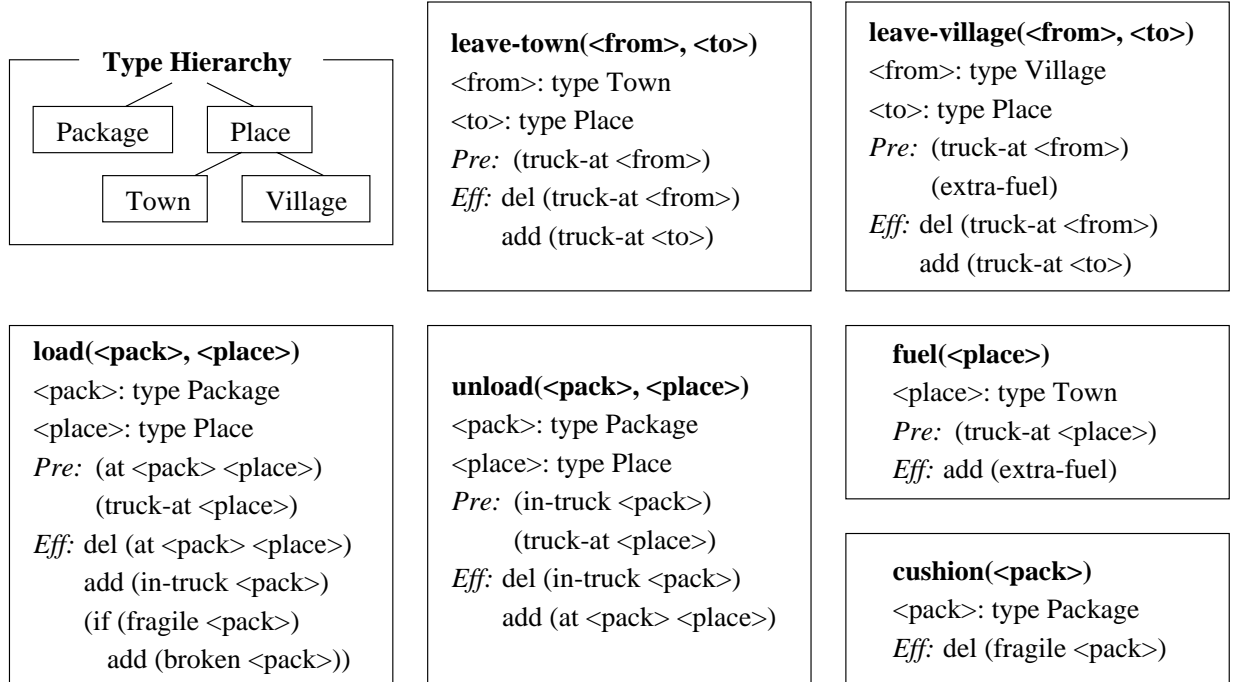 Type Hierarchy
Package
Place
Town
Village
leave-town(<from>, <to>)
<from>: type Town
<to>: type Place
Pre: (truck-at <from>)
Eff: del (truck-at <from>)
add (truck-at <to>)
leave-village(<from>, <to>)
<from>: type Village
<to>: type Place
Pre: (truck-at <from>)
(extra-fuel)
Eff: del (truck-at <from>)
add (truck-at <to>)
load(<pack>, <place>)
<pack>: type Package
<place>: type Place
Pre: (at <pack> <place>)
(truck-at <place>)
Eff: del (at <pack> <place>)
add (in-truck <pack>)
(if (fragile <pack>)
add (broken <pack>))
unload(<pack>, <place>)
<pack>: type Package
<place>: type Place
Pre: (in-truck <pack>)
(truck-at <place>)
Eff: del (in-truck <pack>)
add (at <pack> <place>)
fuel(<place>)
<place>: type Town
Pre: (truck-at <place>)
Eff: add (extra-fuel)
cushion(<pack>)
<pack>: type Package
Eff: del (fragile <pack>)